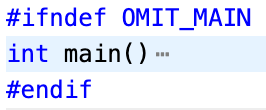 #ifndef OMIT_MAIN
int main()⋯
#endif